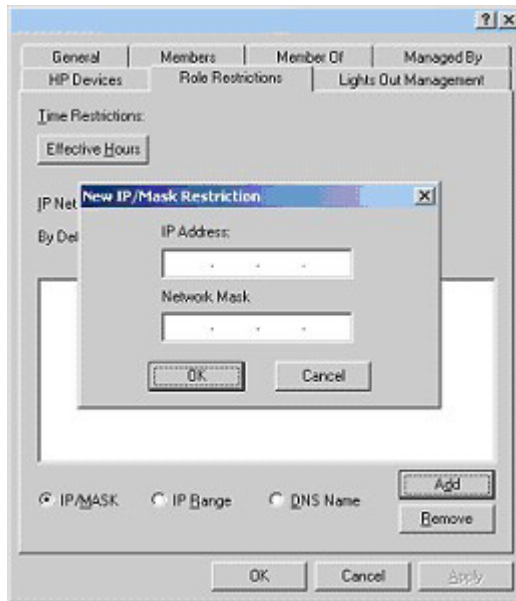 General Members Member Of Managed By
HP Devices Role Restrictions Lights Out Management
Time Restrictions:
Effective Hours
New IP/Mask Restriction
IP Net
By Def
IP Address:
Network Mask
OK Cancel
IP/MASK IP Range DNS Name
Add
Remove
OK Cancel Apply